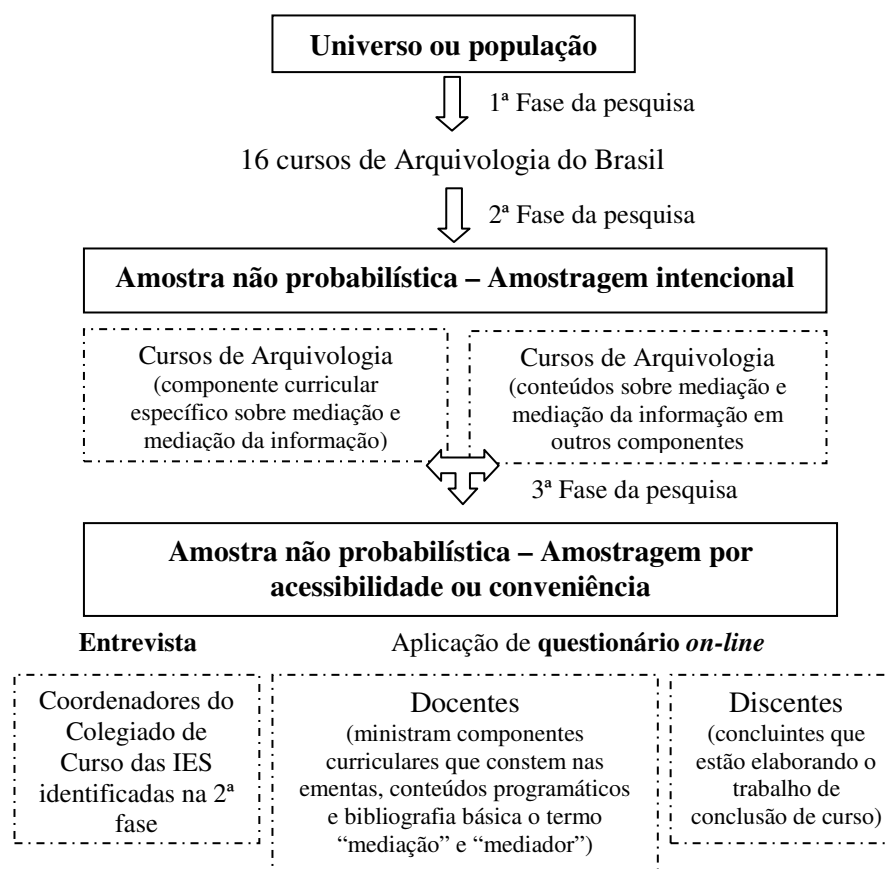 Universo ou população
1ª Fase da pesquisa
16 cursos de Arquivologia do Brasil
2ª Fase da pesquisa
Amostra não probabilística – Amostragem intencional
Cursos de Arquivologia
(componente curricular
específico sobre mediação e
mediação da informação)
Cursos de Arquivologia
(conteúdos sobre mediação e
mediação da informação em
outros componentes
3ª Fase da pesquisa
Amostra não probabilística – Amostragem por
acessibilidade ou conveniência
Entrevista
Aplicação de questionário on-line
Coordenadores do
Colegiado de
Curso das IES
identificadas na 2ª
fase
Docentes
(ministram componentes
curriculares que constem nas
ementas, conteúdos programáticos
e bibliografia básica o termo
“mediação” e “mediador”)
Discentes
(concluintes que
estão elaborando o
trabalho de
conclusão de curso)